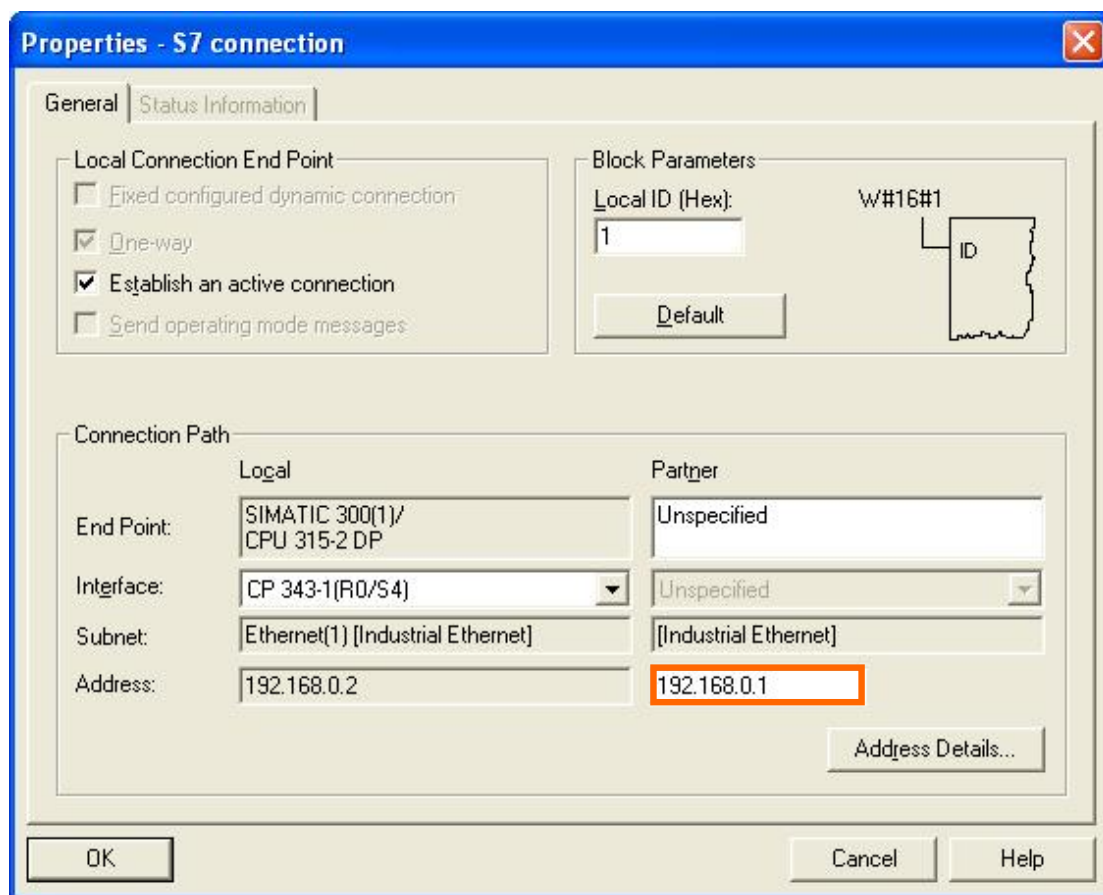 Properties - S7 connection
General
Status Information
Local Connection End Point
Fixed configured dynamic connection
One-way
Establish an active connection
Send operating mode messages
Block Parameters
Local ID (Hex):
W#16#1
1
ID
Default
Connection Path
Local
Partner
End Point:
SIMATIC 300(1)/
CPU 315-2 DP
Unspecified
Interface:
CP 343-1(R0/S4)
Unspecified
Subnet:
Ethernet(1) [Industrial Ethernet]
[Industrial Ethernet]
Address:
192.168.0.2
192.168.0.1
Address Details...
OK
Cancel
Help